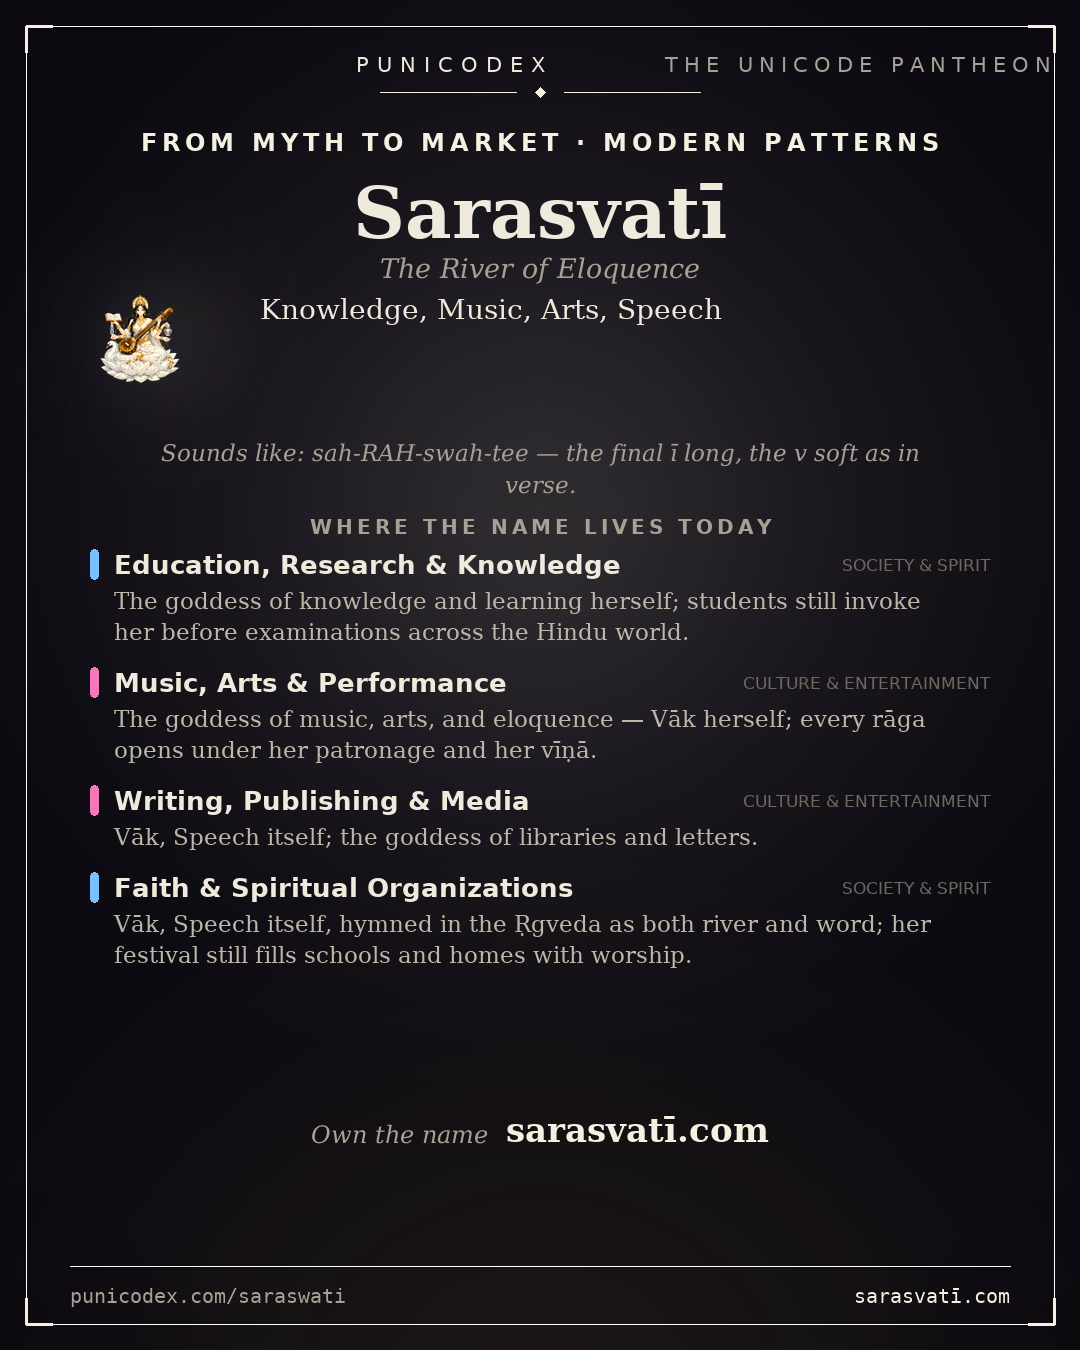 PUNICODEX THE UNICODE PANTHEON
FROM MYTH TO MARKET · MODERN PATTERNS
Sarasvatī
The River of Eloquence
Knowledge, Music, Arts, Speech
Sounds like: sah-RAH-swah-tee — the final ī long, the v soft as in
verse.
WHERE THE NAME LIVES TODAY
Education, Research & Knowledge SOCIETY & SPIRIT
The goddess of knowledge and learning herself; students still invoke
her before examinations across the Hindu world.
Music, Arts & Performance CULTURE & ENTERTAINMENT
The goddess of music, arts, and eloquence — Vāk herself; every rāga
opens under her patronage and her vīṇā.
Writing, Publishing & Media CULTURE & ENTERTAINMENT
Vāk, Speech itself; the goddess of libraries and letters.
Faith & Spiritual Organizations SOCIETY & SPIRIT
Vāk, Speech itself, hymned in the Ṛgveda as both river and word; her
festival still fills schools and homes with worship.
Own the name sarasvatī.com
punicodex.com/saraswati sarasvatī.com